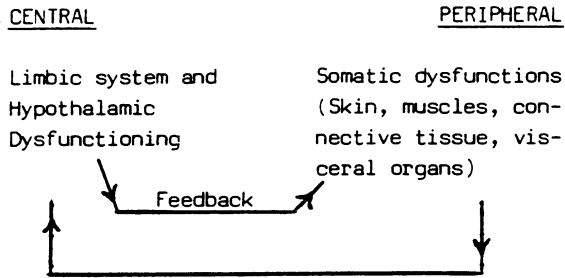 CENTRAL
PERIPHERAL
Limbic system and
Hypothalamic
Dysfunctioning
Somatic dysfunctions
(Skin, muscles, con-
nective tissue, vis-
ceral organs)
Feedback